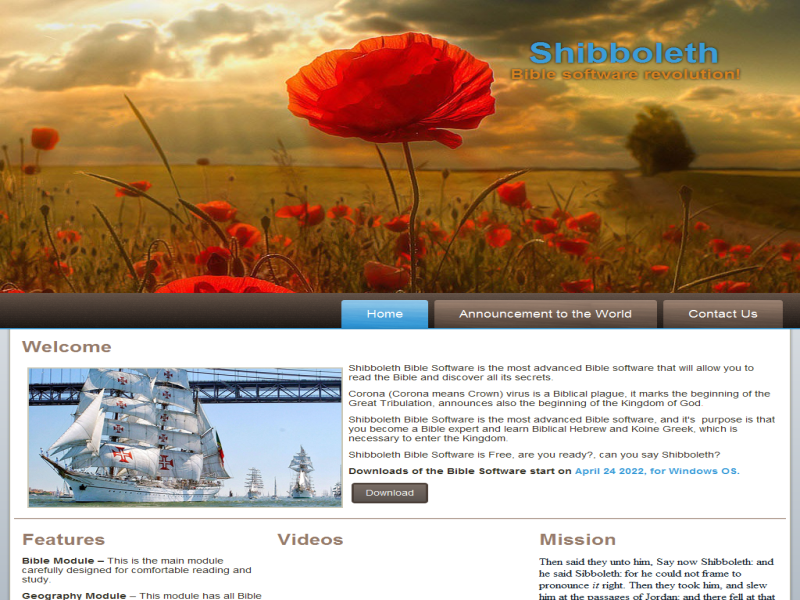 Shibboleth
Bible software revolution!
Home
Announcement to the World
Contact Us
Welcome
Shibboleth Bible Software is the most advanced Bible software that will allow you to
read the Bible and discover all its secrets.
Corona (Corona means Crown) virus is a Biblical plague, it marks the beginning of the
Great Tribulation, announces also the beginning of the Kingdom of God.
Shibboleth Bible Software is the most advanced Bible software, and it's  purpose is that
you become a Bible expert and learn Biblical Hebrew and Koine Greek, which is
necessary to enter the Kingdom.
Shibboleth Bible Software is Free, are you ready?, can you say Shibboleth?
Downloads of the Bible Software start on April 24 2022, for Windows OS.
Download
Features
Bible Module – This is the main module
carefully designed for comfortable reading and
study.
Geography Module – This module has all Bible
Videos
Mission
Then said they unto him, Say now Shibboleth: and
he said Sibboleth: for he could not frame to
pronounce it right. Then they took him, and slew
him at the passages of Jordan: and there fell at that